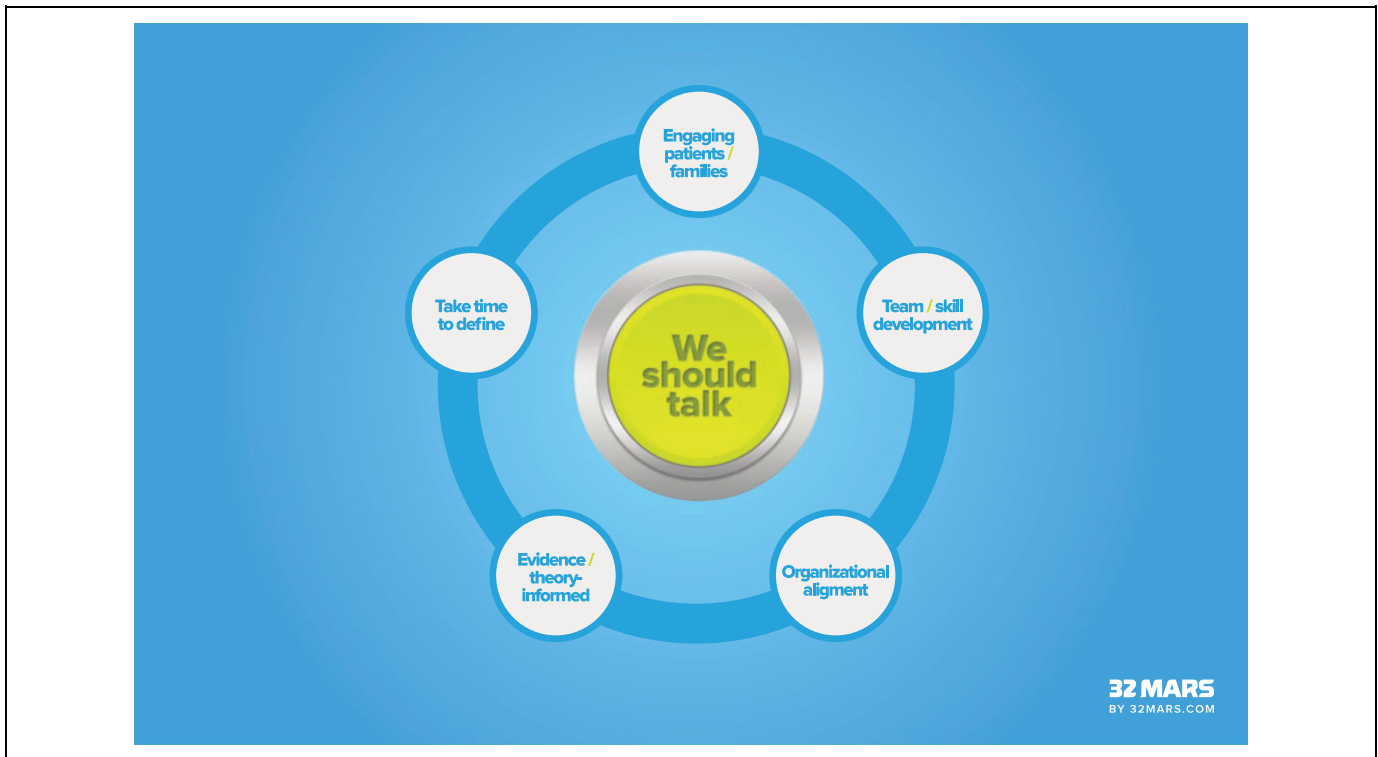 Engaging
patients /
families
Take time
to define
Team / skill
development
We
should
talk
Evidence /
theory-
informed
Organizational
aligment
32 MARS
BY 32MARS.COM